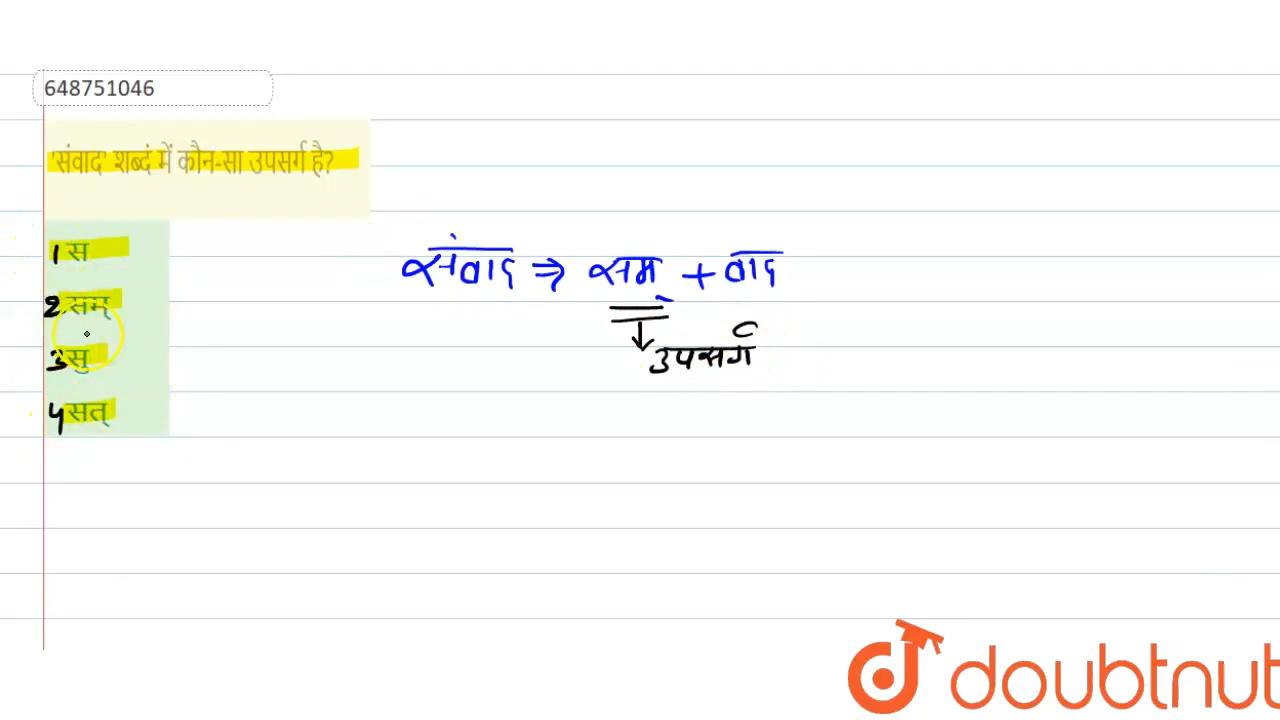 648751046
'संवाद' शब्दं में कौन-सा उपसर्ग है?
1 स
2 सम्
3 सु
4 सत्
संवाद ⇒ सम् + वाद
उपसर्ग
doubtnut